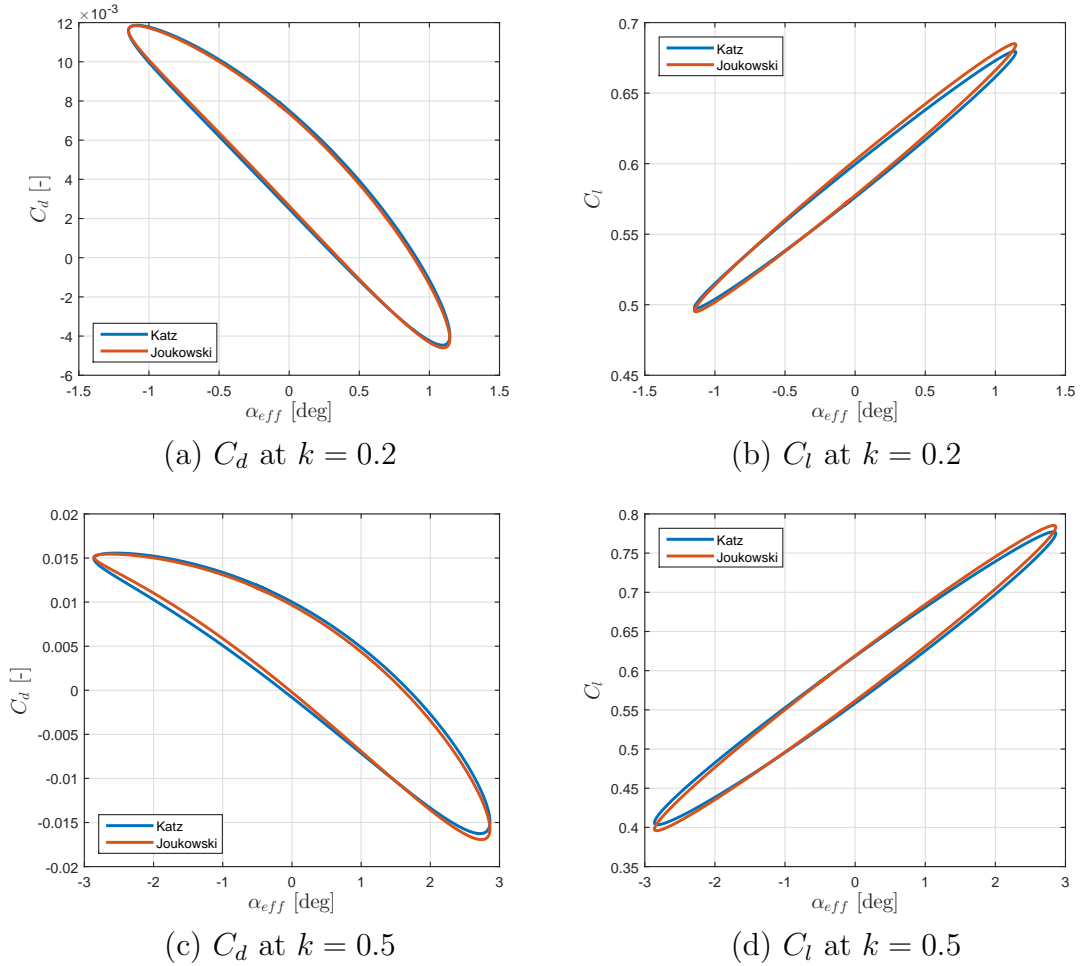 ×10⁻³
12
10
8
6
4
2
0
-2
-4
-6
C_d [-]
Katz
Joukowski
-1.5 -1 -0.5 0 0.5 1 1.5
α_eff [deg]
(a) C_d at k = 0.2
0.7
0.65
0.6
0.55
0.5
0.45
C_l
Katz
Joukowski
-1.5 -1 -0.5 0 0.5 1 1.5
α_eff [deg]
(b) C_l at k = 0.2
0.02
0.015
0.01
0.005
0
-0.005
-0.01
-0.015
-0.02
C_d [-]
Katz
Joukowski
-3 -2 -1 0 1 2 3
α_eff [deg]
(c) C_d at k = 0.5
0.8
0.75
0.7
0.65
0.6
0.55
0.5
0.45
0.4
0.35
C_l
Katz
Joukowski
-3 -2 -1 0 1 2 3
α_eff [deg]
(d) C_l at k = 0.5